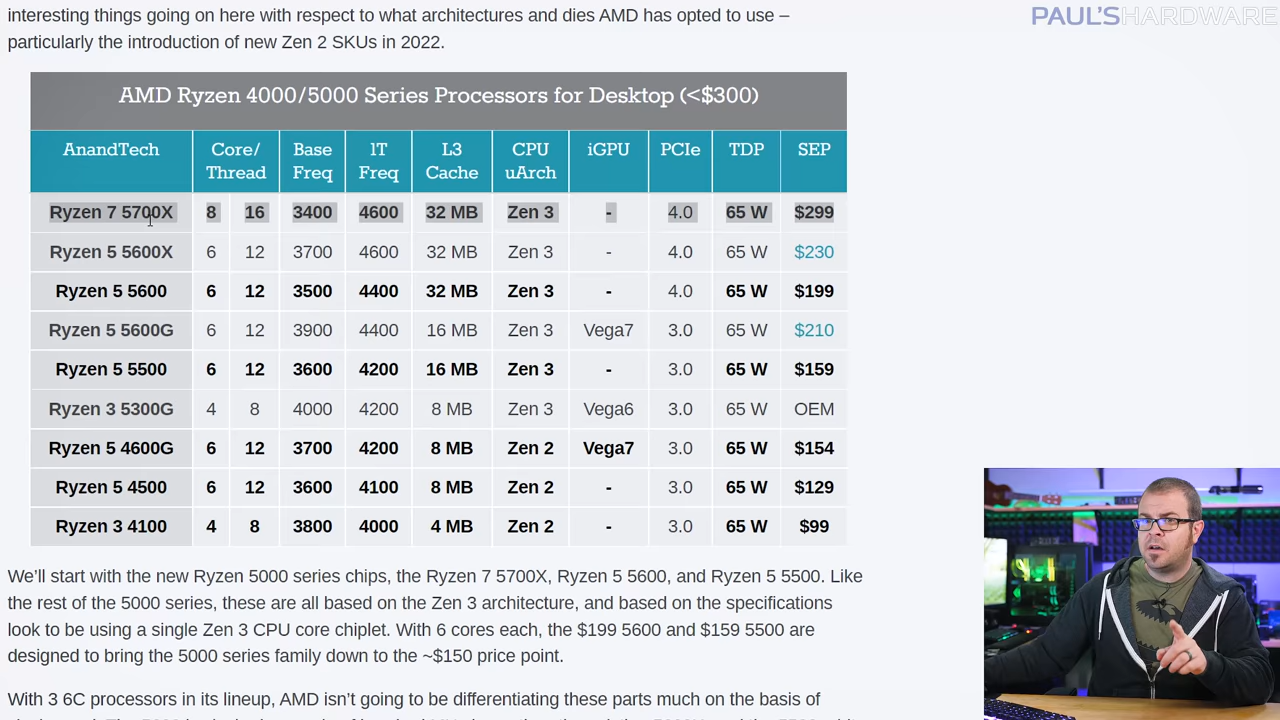 interesting things going on here with respect to what architectures and dies AMD has opted to use –
PAUL'SHARDWARE
particularly the introduction of new Zen 2 SKUs in 2022.
AMD Ryzen 4000/5000 Series Processors for Desktop (<$300)
AnandTech Core/ Thread Base Freq 1T Freq L3 Cache CPU uArch iGPU PCIe TDP SEP
Ryzen 7 5700X 8 16 3400 4600 32 MB Zen 3 - 4.0 65 W $299
Ryzen 5 5600X 6 12 3700 4600 32 MB Zen 3 - 4.0 65 W $230
Ryzen 5 5600 6 12 3500 4400 32 MB Zen 3 - 4.0 65 W $199
Ryzen 5 5600G 6 12 3900 4400 16 MB Zen 3 Vega7 3.0 65 W $210
Ryzen 5 5500 6 12 3600 4200 16 MB Zen 3 - 3.0 65 W $159
Ryzen 3 5300G 4 8 4000 4200 8 MB Zen 3 Vega6 3.0 65 W OEM
Ryzen 5 4600G 6 12 3700 4200 8 MB Zen 2 Vega7 3.0 65 W $154
Ryzen 5 4500 6 12 3600 4100 8 MB Zen 2 - 3.0 65 W $129
Ryzen 3 4100 4 8 3800 4000 4 MB Zen 2 - 3.0 65 W $99
We'll start with the new Ryzen 5000 series chips, the Ryzen 7 5700X, Ryzen 5 5600, and Ryzen 5 5500. Like
the rest of the 5000 series, these are all based on the Zen 3 architecture, and based on the specifications
look to be using a single Zen 3 CPU core chiplet. With 6 cores each, the $199 5600 and $159 5500 are
designed to bring the 5000 series family down to the ~$150 price point.
With 3 6C processors in its lineup, AMD isn't going to be differentiating these parts much on the basis of